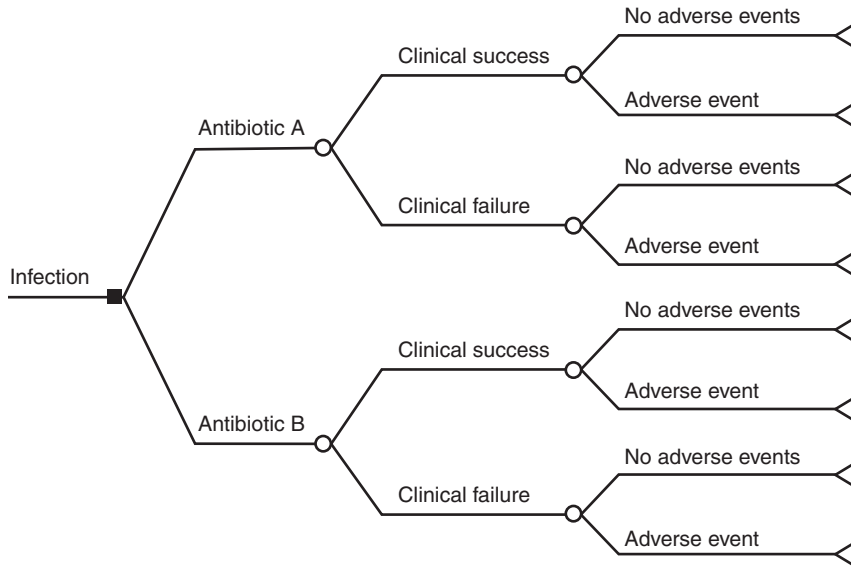 No adverse events
Clinical success
Adverse event
Antibiotic A
No adverse events
Clinical failure
Adverse event
Infection
No adverse events
Clinical success
Adverse event
Antibiotic B
No adverse events
Clinical failure
Adverse event